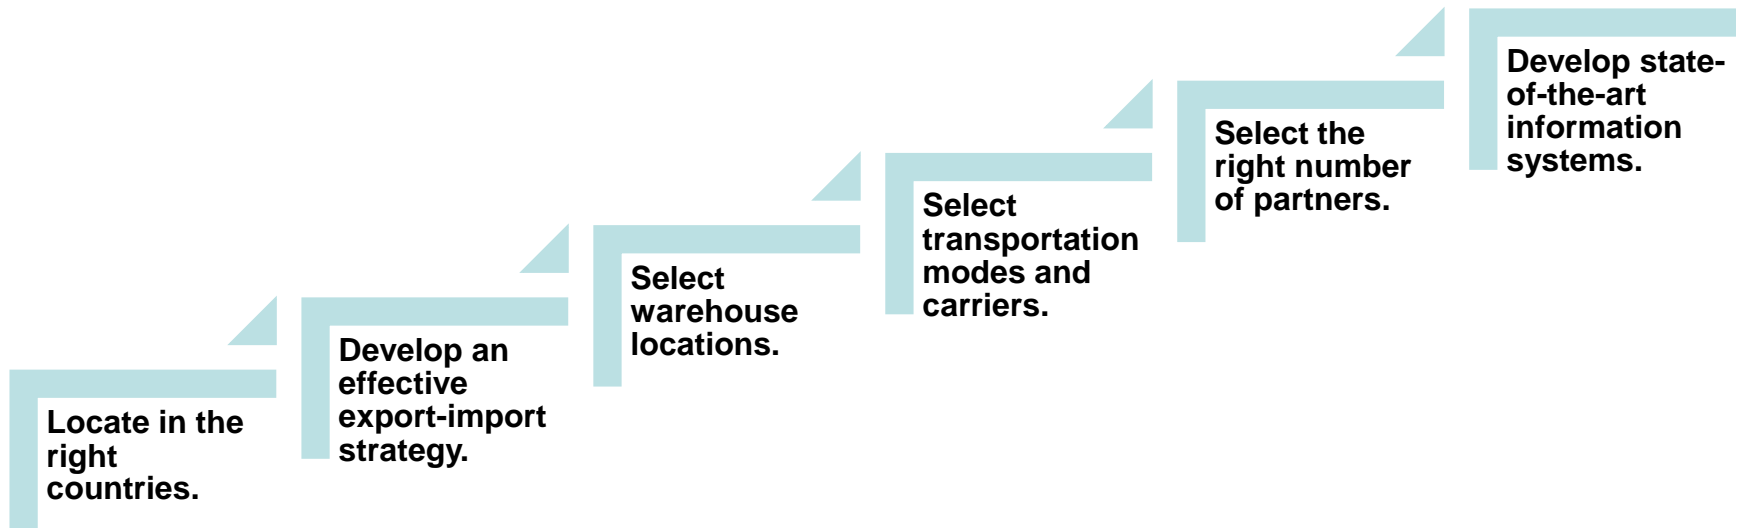 Locate in the
right
countries.
Develop an
effective
export-import
strategy.
Select
warehouse
locations.
Select
transportation
modes and
carriers.
Select the
right number
of partners.
Develop state-
of-the-art
information
systems.